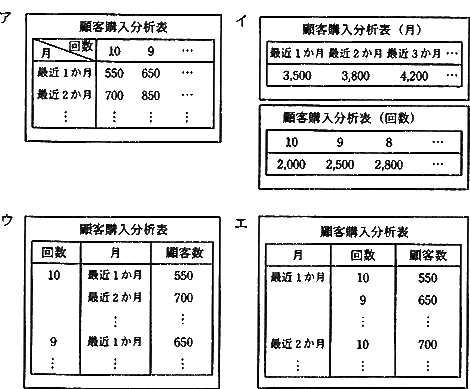 ア
顧客購入分析表
月 回数 10 9 …
最近1か月 550 650 …
最近2か月 700 850 …
⋮ ⋮ ⋮ ⋮
イ
顧客購入分析表(月)
最近1か月 最近2か月 最近3か月 …
3,500 3,800 4,200 …
顧客購入分析表(回数)
10 9 8 …
2,000 2,500 2,800 …
ウ
顧客購入分析表
回数 月 顧客数
10 最近1か月 550
最近2か月 700
⋮ ⋮
9 最近1か月 650
⋮ ⋮ ⋮
エ
顧客購入分析表
月 回数 顧客数
最近1か月 10 550
9 650
⋮ ⋮
最近2か月 10 700
⋮ ⋮ ⋮